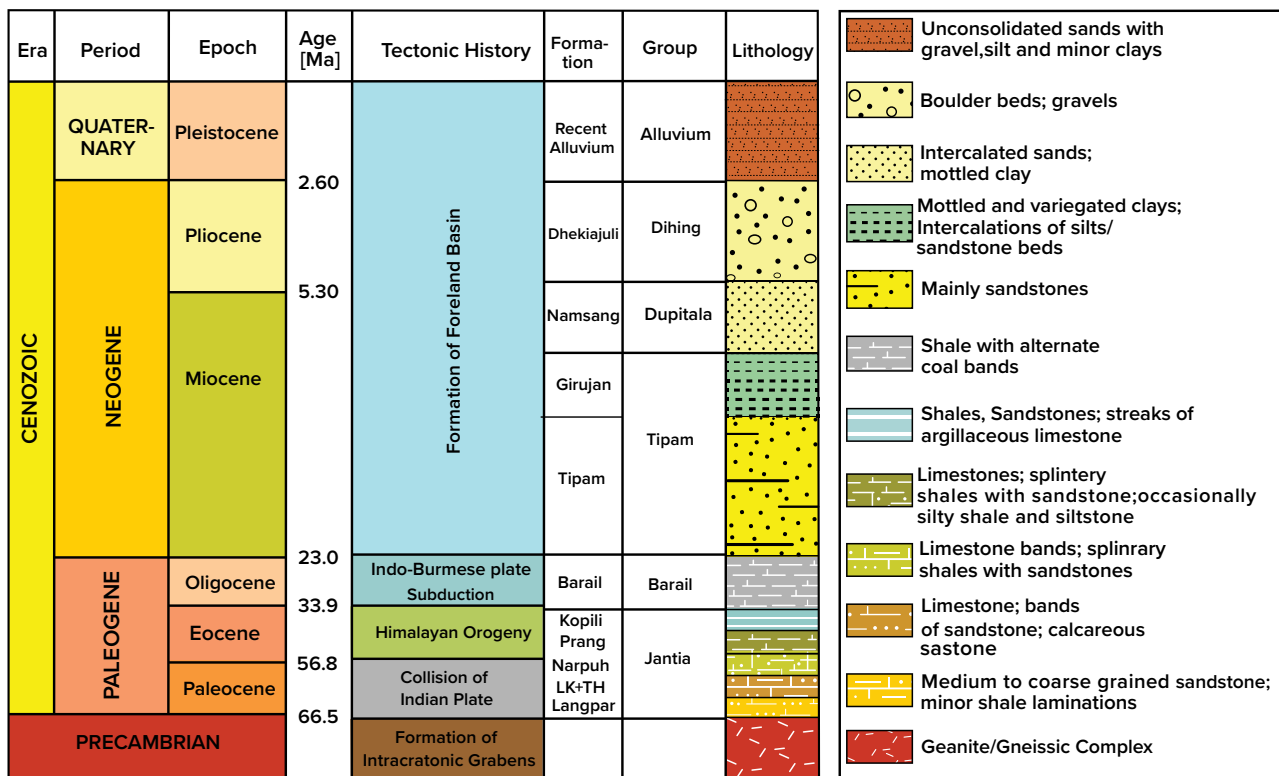 Era
Period
Epoch
Age
[Ma]
Tectonic History
Forma-
tion
Group
Lithology
CENOZOIC
QUATER-
NARY
Pleistocene
Formation of Foreland Basin
Recent
Alluvium
Alluvium
2.60
NEOGENE
Pliocene
Dhekiajuli
Dihing
5.30
Miocene
Namsang
Dupitala
Girujan
Tipam
Tipam
23.0
PALEOGENE
Oligocene
Indo-Burmese plate
Subduction
Barail
Barail
33.9
Eocene
Himalayan Orogeny
Kopili
Prang
Jantia
56.8
Paleocene
Collision of
Indian Plate
Narpuh
LK+TH
Langpar
66.5
PRECAMBRIAN
Formation of
Intracratonic Grabens
Unconsolidated sands with
gravel,silt and minor clays
Boulder beds; gravels
Intercalated sands;
mottled clay
Mottled and variegated clays;
Intercalations of silts/
sandstone beds
Mainly sandstones
Shale with alternate
coal bands
Shales, Sandstones; streaks of
argillaceous limestone
Limestones; splintery
shales with sandstone;occasionally
silty shale and siltstone
Limestone bands; splinrary
shales with sandstones
Limestone; bands
of sandstone; calcareous
sastone
Medium to coarse grained sandstone;
minor shale laminations
Geanite/Gneissic Complex